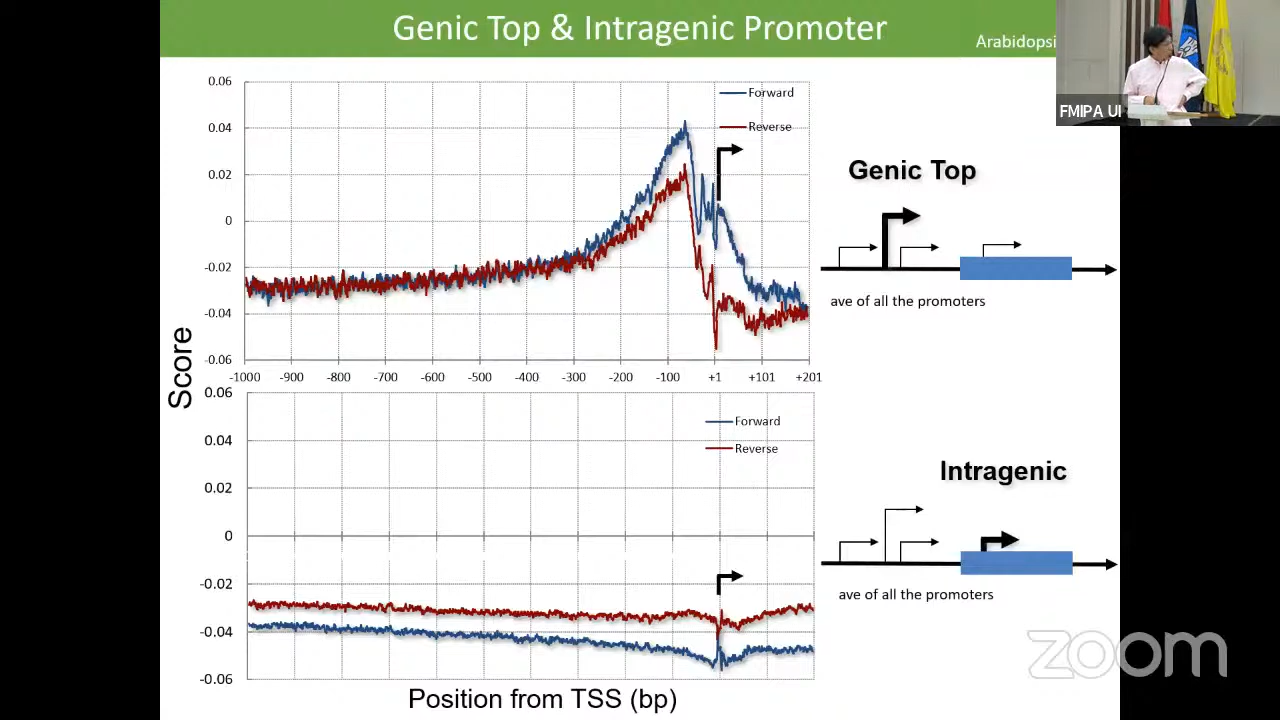 Genic Top & Intragenic Promoter
Arabidopsi
FMIPA UI
0.06
0.04
0.02
0
-0.02
-0.04
-0.06
Forward
Reverse
-1000 -900 -800 -700 -600 -500 -400 -300 -200 -100 +1 +101 +201
Genic Top
ave of all the promoters
Score
0.06
0.04
0.02
0
-0.02
-0.04
-0.06
Forward
Reverse
Intragenic
ave of all the promoters
Position from TSS (bp)
zoom